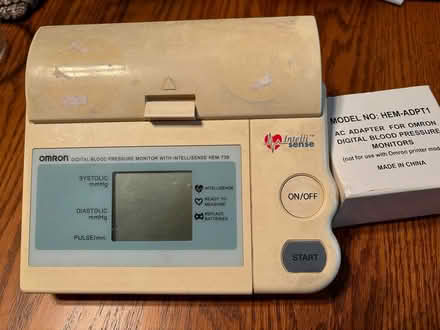 Intelli™
sense
OMRON DIGITAL BLOOD PRESSURE MONITOR WITH INTELLISENSE HEM-739
SYSTOLIC
mmHg
DIASTOLIC
mmHg
PULSE/min.
INTELLISENSE
READY TO
MEASURE
REPLACE
BATTERIES
ON/OFF
START
MODEL NO: HEM-ADPT1
AC ADAPTER FOR OMRON
DIGITAL BLOOD PRESSURE
MONITORS
(not for use with Omron printer mod
MADE IN CHINA